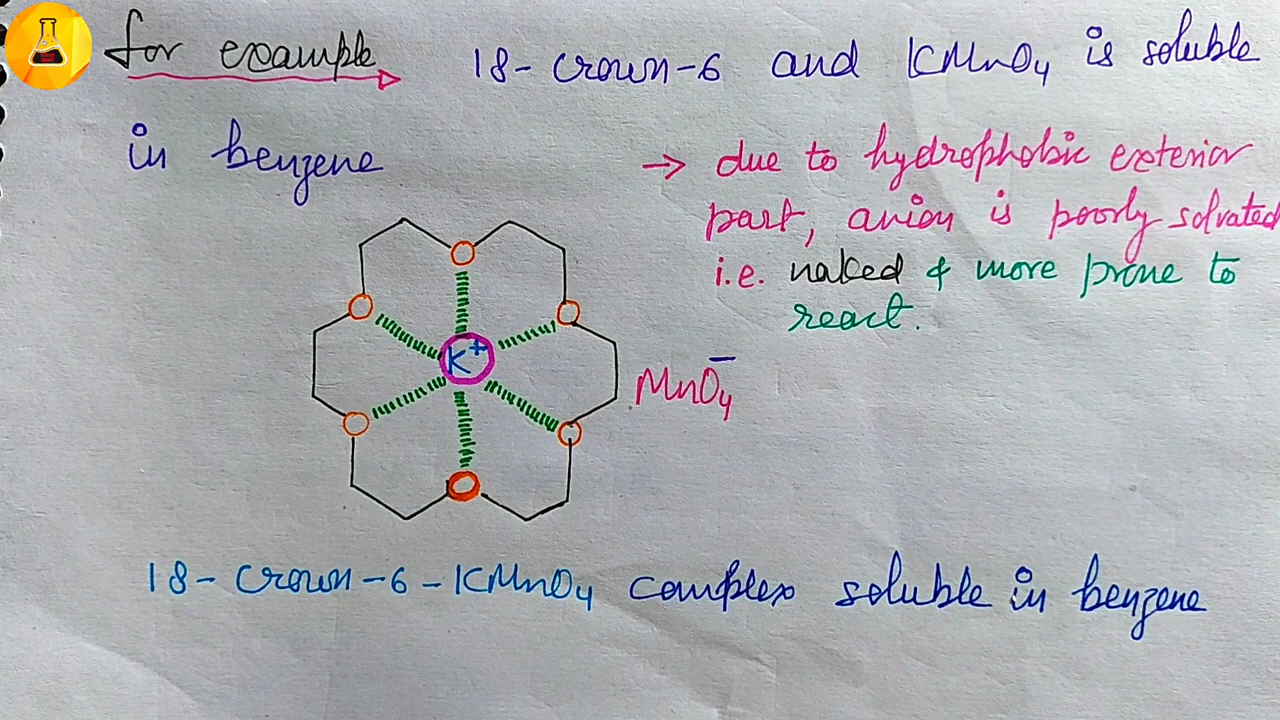 for example 18-crown-6 and KMnO₄ is soluble
in benzene
→ due to hydrophobic exterior
part, anion is poorly solvated
i.e. naked & more prone to
react.
K⁺
MnO₄⁻
18-crown-6-KMnO₄ complex soluble in benzene